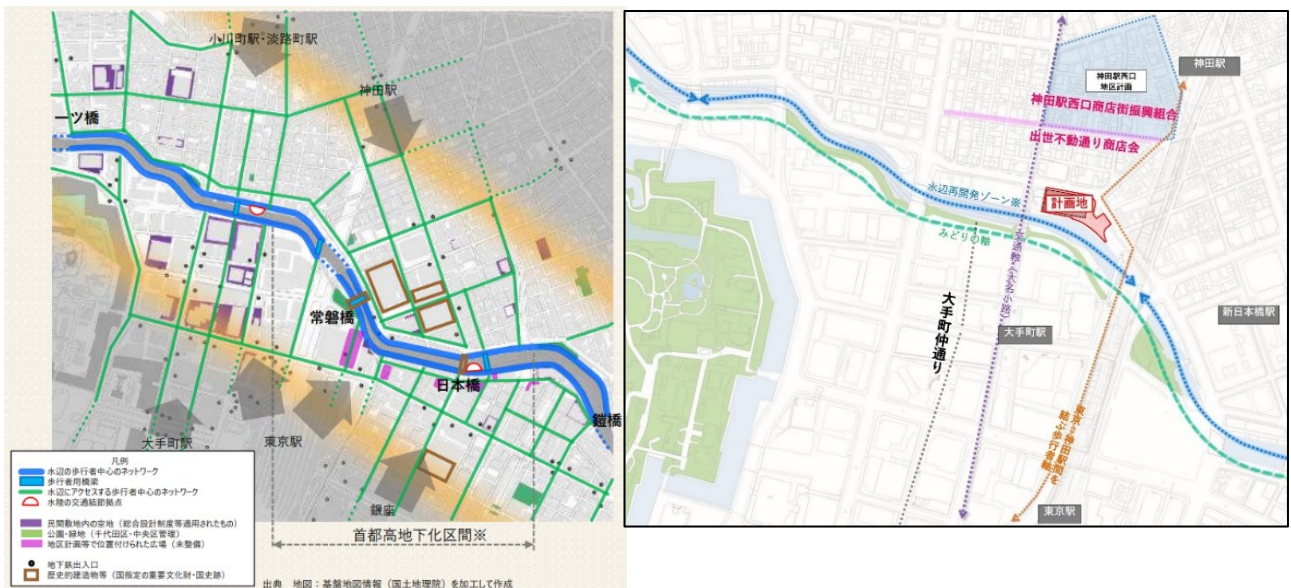 小川町駅・淡路町駅
神田駅
一ツ橋
常磐橋
日本橋
鎧橋
大手町駅
東京駅
銀座
首都高地下化区間※
凡例
水辺の歩行者中心のネットワーク
歩行者用橋梁
水辺にアクセスする歩行者中心のネットワーク
水陸の交通結節拠点
民間敷地内の空地(総合設計制度等適用されたもの)
公園・緑地(千代田区・中央区管理)
地区計画等で位置付けられた広場(未整備)
地下鉄出入口
歴史的建造物等(国指定の重要文化財・国史跡)
出典 地図:基盤地図情報(国土地理院)を加工して作成
神田駅
神田駅西口
地区計画
神田駅西口商店街振興組合
出世不動通り商店会
水辺再開発ゾーン※
計画地
みどりの軸
交通軸(大名小路)
大手町仲通り
大手町駅
新日本橋駅
東京⇔神田駅間を
結ぶ歩行者軸
東京駅